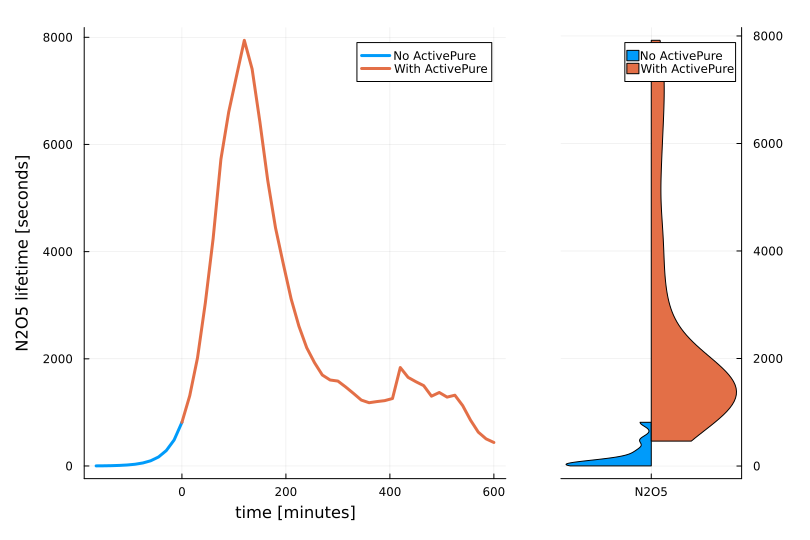 8000
6000
4000
2000
0
N2O5 lifetime [seconds]
No ActivePure
With ActivePure
0
200
400
600
time [minutes]
No ActivePure
With ActivePure
8000
6000
4000
2000
0
N2O5